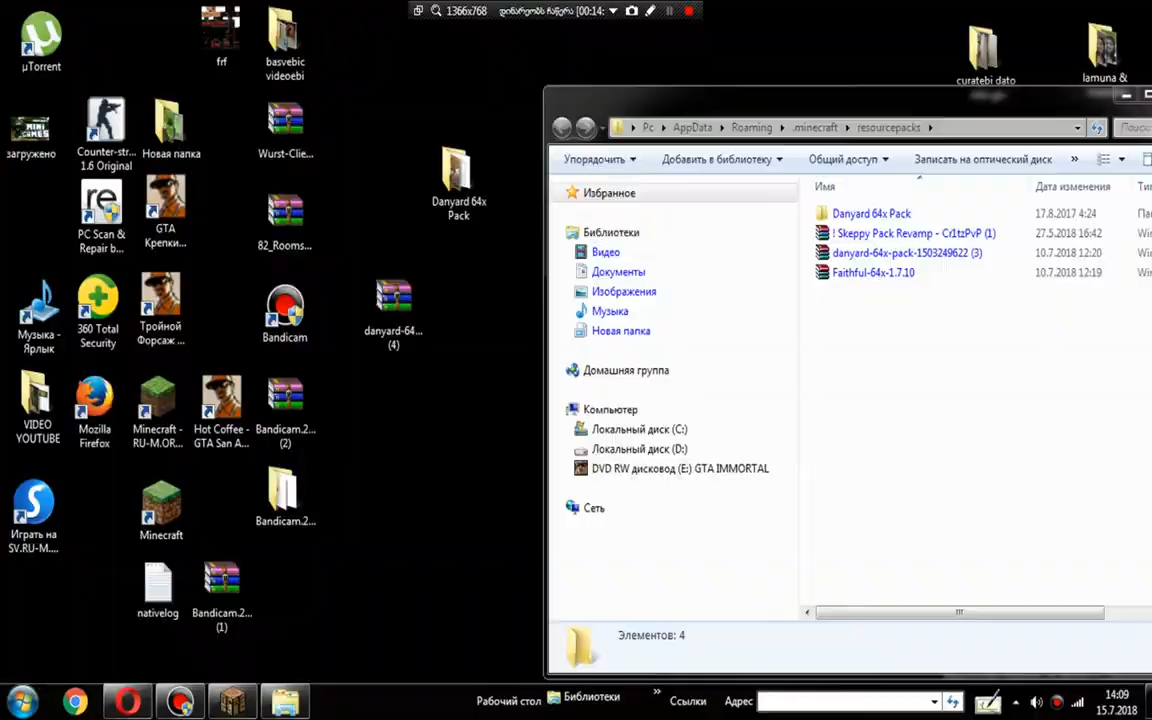 1366x768 [00:14:
µTorrent
frf
basvebic
videoebi
curatebi dato
lamuna &
загружено
Counter-str...
1.6 Original
Новая папка
Wurst-Clie...
Danyard 64x
Pack
PC Scan &
Repair b...
GTA
Крепки...
82_Rooms...
Музыка -
Ярлык
360 Total
Security
Тройной
Форсаж ...
Bandicam
danyard-64...
(4)
VIDEO
YOUTUBE
Mozilla
Firefox
Minecraft -
RU-M.OR...
Hot Coffee -
GTA San A...
Bandicam.2...
(2)
Играть на
SV.RU-M....
Minecraft
Bandicam.2...
nativelog
Bandicam.2...
(1)
Pc AppData Roaming .minecraft resourcepacks
Упорядочить Добавить в библиотеку Общий доступ Записать на оптический диск »
Избранное
Библиотеки
Видео
Документы
Изображения
Музыка
Новая папка
Домашняя группа
Компьютер
Локальный диск (C:)
Локальный диск (D:)
DVD RW дисковод (E:) GTA IMMORTAL
Сеть
Имя Дата изменения
Danyard 64x Pack 17.8.2017 4:24
! Skeppy Pack Revamp - Cr1tzPvP (1) 27.5.2018 16:42
danyard-64x-pack-1503249622 (3) 10.7.2018 12:20
Faithful-64x-1.7.10 10.7.2018 12:19
Элементов: 4
Рабочий стол Библиотеки » Ссылки Адрес
14:09
15.7.2018